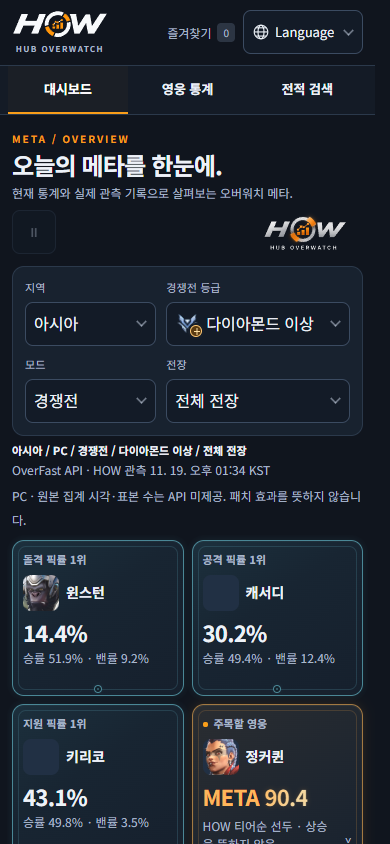 HOW
HUB OVERWATCH
즐겨찾기 0
Language
대시보드
영웅 통계
전적 검색
META / OVERVIEW
오늘의 메타를 한눈에.
현재 통계와 실제 관측 기록으로 살펴보는 오버워치 메타.
HOW
HUB OVERWATCH
지역
경쟁전 등급
아시아
다이아몬드 이상
모드
전장
경쟁전
전체 전장
아시아 / PC / 경쟁전 / 다이아몬드 이상 / 전체 전장
OverFast API · HOW 관측 11. 19. 오후 01:34 KST
PC · 원본 집계 시각·표본 수는 API 미제공. 패치 효과를 뜻하지 않습니
다.
돌격 픽률 1위
윈스턴
14.4%
승률 51.9% · 밴률 9.2%
공격 픽률 1위
캐서디
30.2%
승률 49.4% · 밴률 12.4%
지원 픽률 1위
키리코
43.1%
승률 49.8% · 밴률 3.5%
주목할 영웅
정커퀸
META 90.4
HOW 티어순 선두 · 상승
을 뜻하지 않음